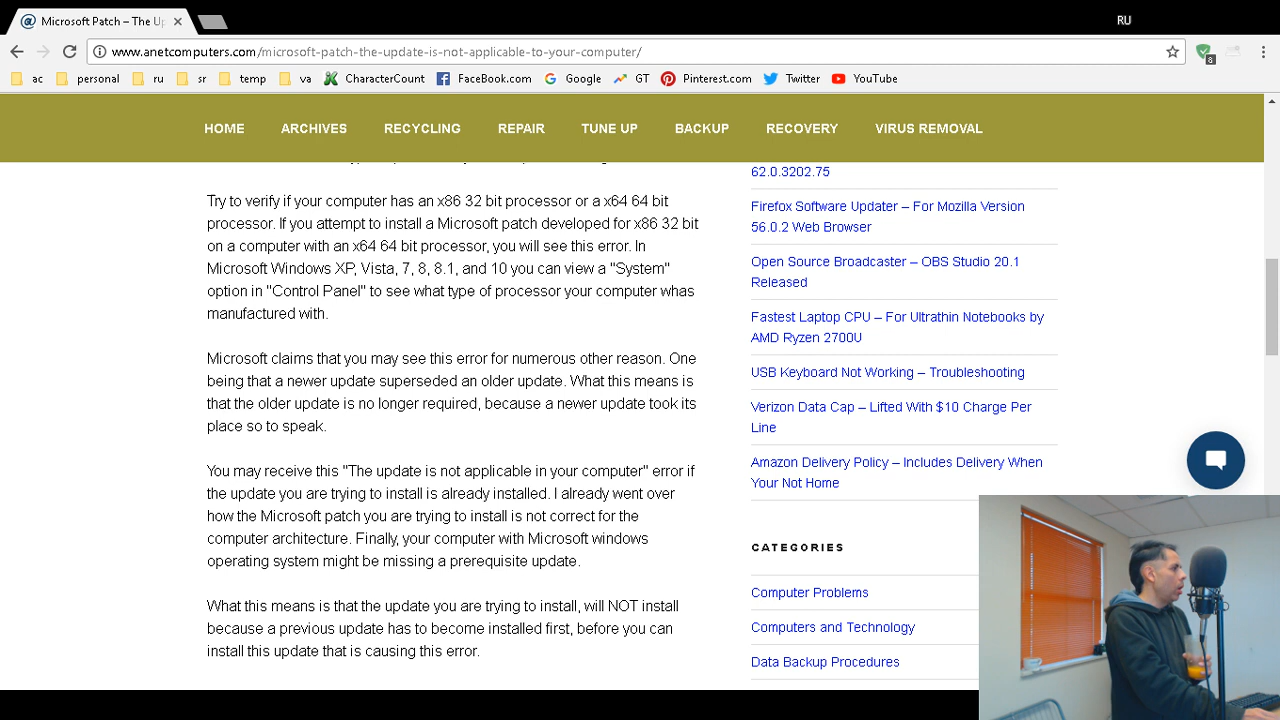 Microsoft Patch – The Up
RU
www.anetcomputers.com/microsoft-patch-the-update-is-not-applicable-to-your-computer/
8
ac personal ru sr temp va CharacterCount FaceBook.com Google GT Pinterest.com Twitter YouTube
HOME ARCHIVES RECYCLING REPAIR TUNE UP BACKUP RECOVERY VIRUS REMOVAL
Try to verify if your computer has an x86 32 bit processor or a x64 64 bit
processor. If you attempt to install a Microsoft patch developed for x86 32 bit
on a computer with an x64 64 bit processor, you will see this error. In
Microsoft Windows XP, Vista, 7, 8, 8.1, and 10 you can view a "System"
option in "Control Panel" to see what type of processor your computer whas
manufactured with.
Microsoft claims that you may see this error for numerous other reason. One
being that a newer update superseded an older update. What this means is
that the older update is no longer required, because a newer update took its
place so to speak.
You may receive this "The update is not applicable in your computer" error if
the update you are trying to install is already installed. I already went over
how the Microsoft patch you are trying to install is not correct for the
computer architecture. Finally, your computer with Microsoft windows
operating system might be missing a prerequisite update.
What this means is that the update you are trying to install, will NOT install
because a previous update has to become installed first, before you can
install this update that is causing this error.
62.0.3202.75
Firefox Software Updater – For Mozilla Version
56.0.2 Web Browser
Open Source Broadcaster – OBS Studio 20.1
Released
Fastest Laptop CPU – For Ultrathin Notebooks by
AMD Ryzen 2700U
USB Keyboard Not Working – Troubleshooting
Verizon Data Cap – Lifted With $10 Charge Per
Line
Amazon Delivery Policy – Includes Delivery When
Your Not Home
CATEGORIES
Computer Problems
Computers and Technology
Data Backup Procedures